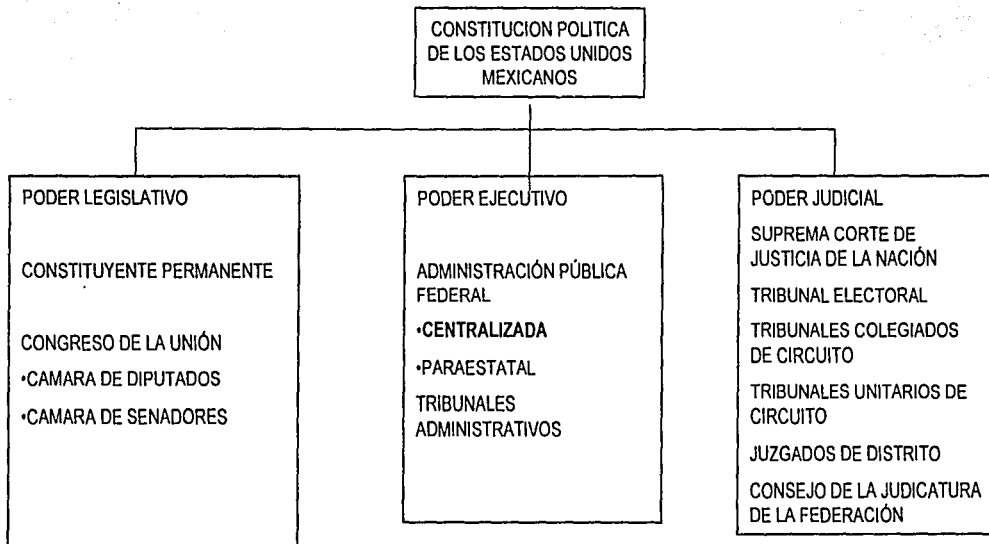 CONSTITUCION POLITICA
DE LOS ESTADOS UNIDOS
MEXICANOS
PODER LEGISLATIVO
CONSTITUYENTE PERMANENTE
CONGRESO DE LA UNIÓN
•CAMARA DE DIPUTADOS
•CAMARA DE SENADORES
PODER EJECUTIVO
ADMINISTRACIÓN PÚBLICA
FEDERAL
•CENTRALIZADA
•PARAESTATAL
TRIBUNALES
ADMINISTRATIVOS
PODER JUDICIAL
SUPREMA CORTE DE
JUSTICIA DE LA NACIÓN
TRIBUNAL ELECTORAL
TRIBUNALES COLEGIADOS
DE CIRCUITO
TRIBUNALES UNITARIOS DE
CIRCUITO
JUZGADOS DE DISTRITO
CONSEJO DE LA JUDICATURA
DE LA FEDERACIÓN